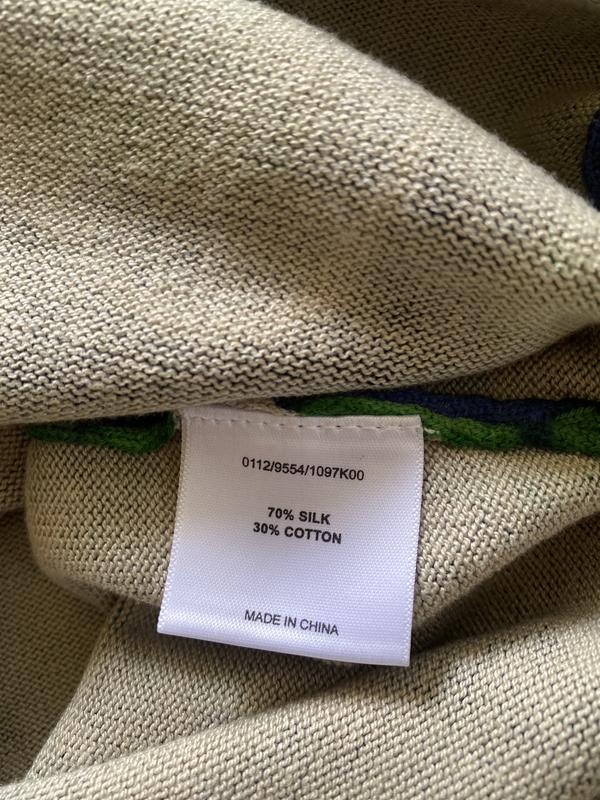 0112/9554/1097K00
70% SILK
30% COTTON
MADE IN CHINA